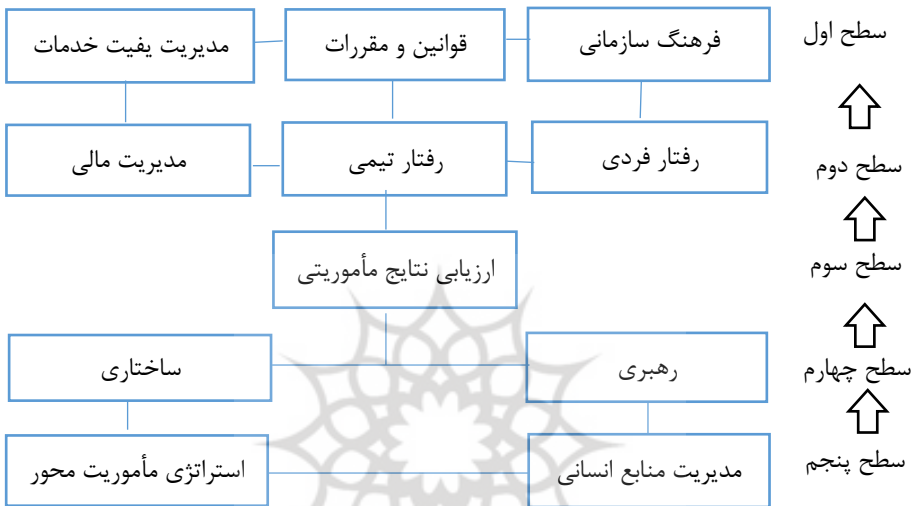 سطح اول
فرهنگ سازمانی
قوانین و مقررات
مدیریت یفیت خدمات
سطح دوم
رفتار فردی
رفتار تیمی
مدیریت مالی
سطح سوم
ارزیابی نتایج مأموریتی
سطح چهارم
رهبری
ساختاری
سطح پنجم
مدیریت منابع انسانی
استراتژی مأموریت محور